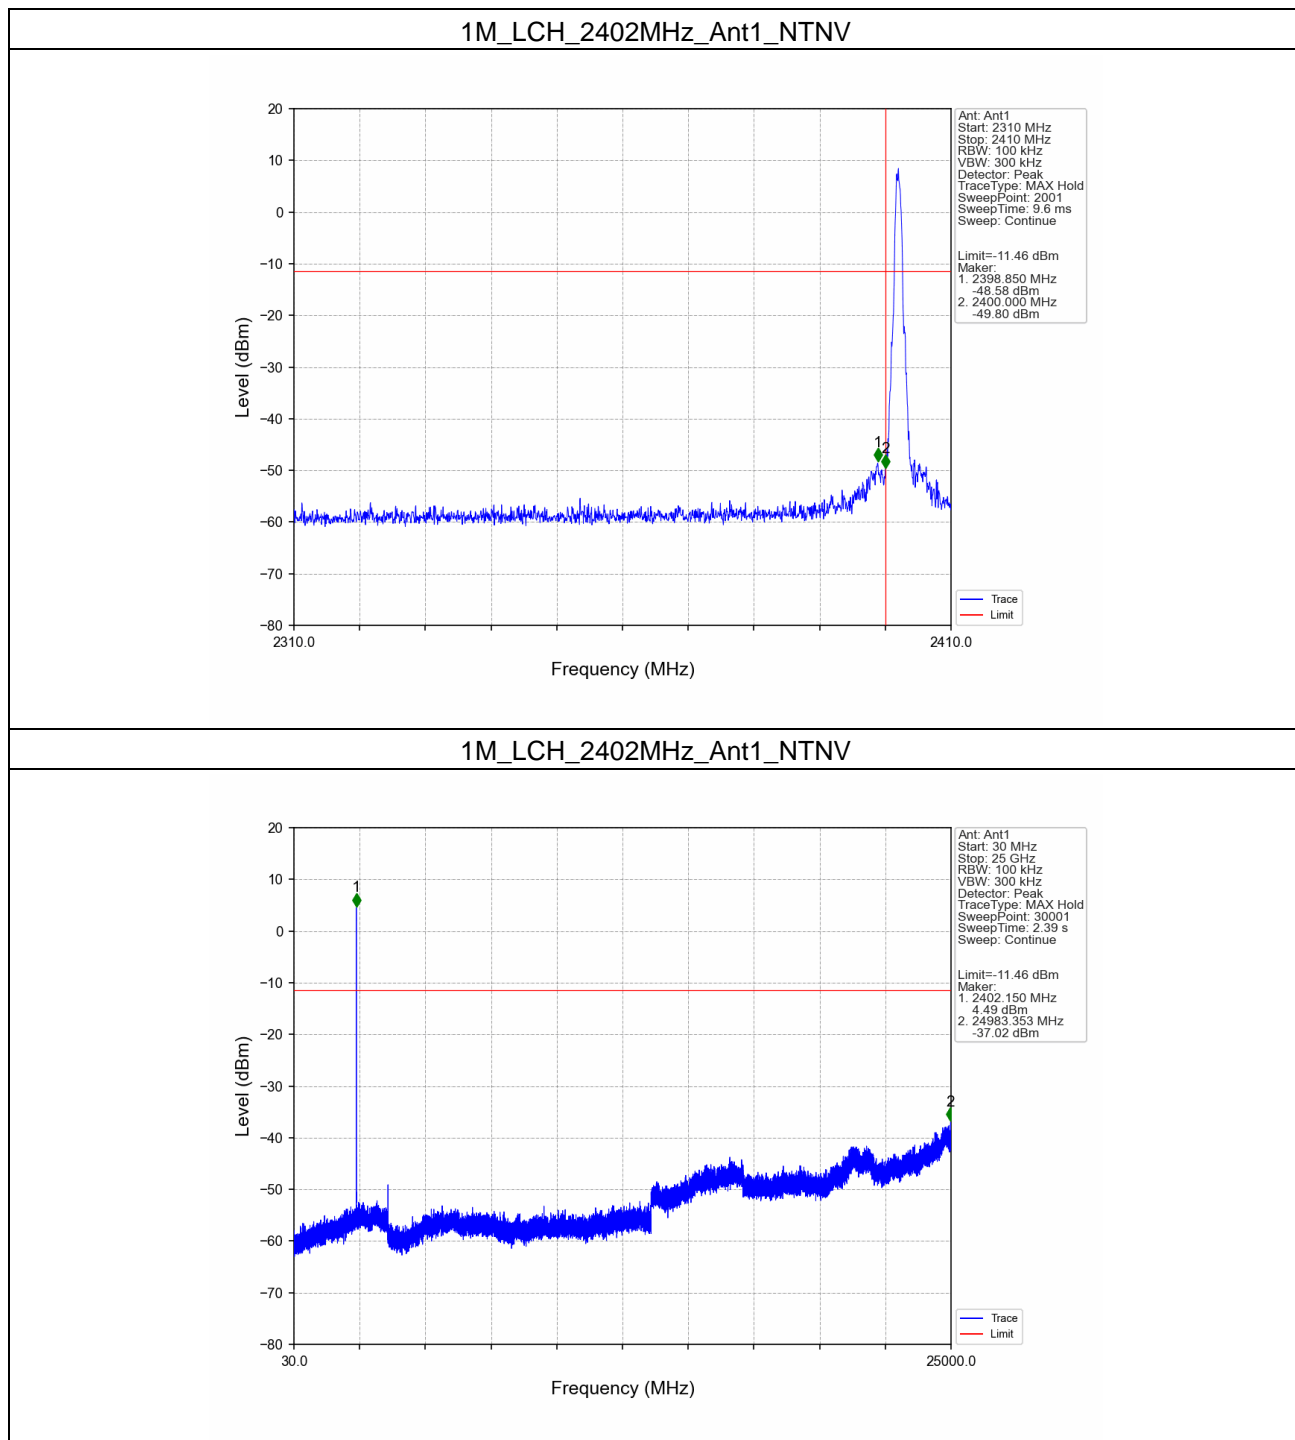 1M_LCH_2402MHz_Ant1_NTNV
20
10
0
−10
−20
−30
−40
−50
−60
−70
−80
Level (dBm)
1
2
2310.0
2410.0
Frequency (MHz)
Ant: Ant1
Start: 2310 MHz
Stop: 2410 MHz
RBW: 100 kHz
VBW: 300 kHz
Detector: Peak
TraceType: MAX Hold
SweepPoint: 2001
SweepTime: 9.6 ms
Sweep: Continue
Limit=-11.46 dBm
Maker:
1. 2398.850 MHz
-48.58 dBm
2. 2400.000 MHz
-49.80 dBm
Trace
Limit
1M_LCH_2402MHz_Ant1_NTNV
20
10
0
−10
−20
−30
−40
−50
−60
−70
−80
Level (dBm)
1
2
30.0
25000.0
Frequency (MHz)
Ant: Ant1
Start: 30 MHz
Stop: 25 GHz
RBW: 100 kHz
VBW: 300 kHz
Detector: Peak
TraceType: MAX Hold
SweepPoint: 30001
SweepTime: 2.39 s
Sweep: Continue
Limit=-11.46 dBm
Maker:
1. 2402.150 MHz
4.49 dBm
2. 24983.353 MHz
-37.02 dBm
Trace
Limit